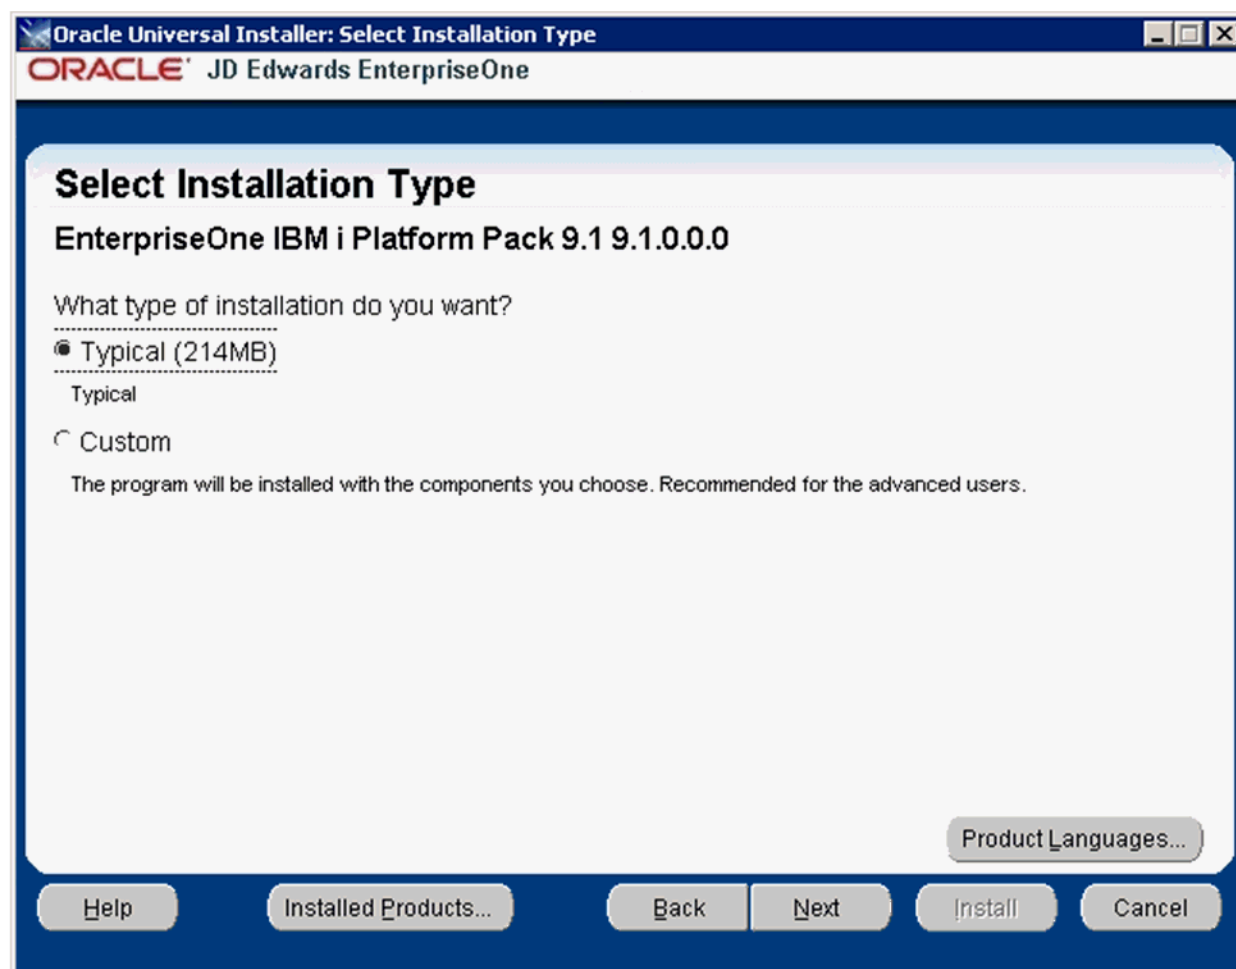 Oracle Universal Installer: Select Installation Type
ORACLE JD Edwards EnterpriseOne
Select Installation Type
EnterpriseOne IBM i Platform Pack 9.1 9.1.0.0.0
What type of installation do you want?
Typical (214MB)
Typical
Custom
The program will be installed with the components you choose. Recommended for the advanced users.
Product Languages...
Help Installed Products... Back Next Install Cancel